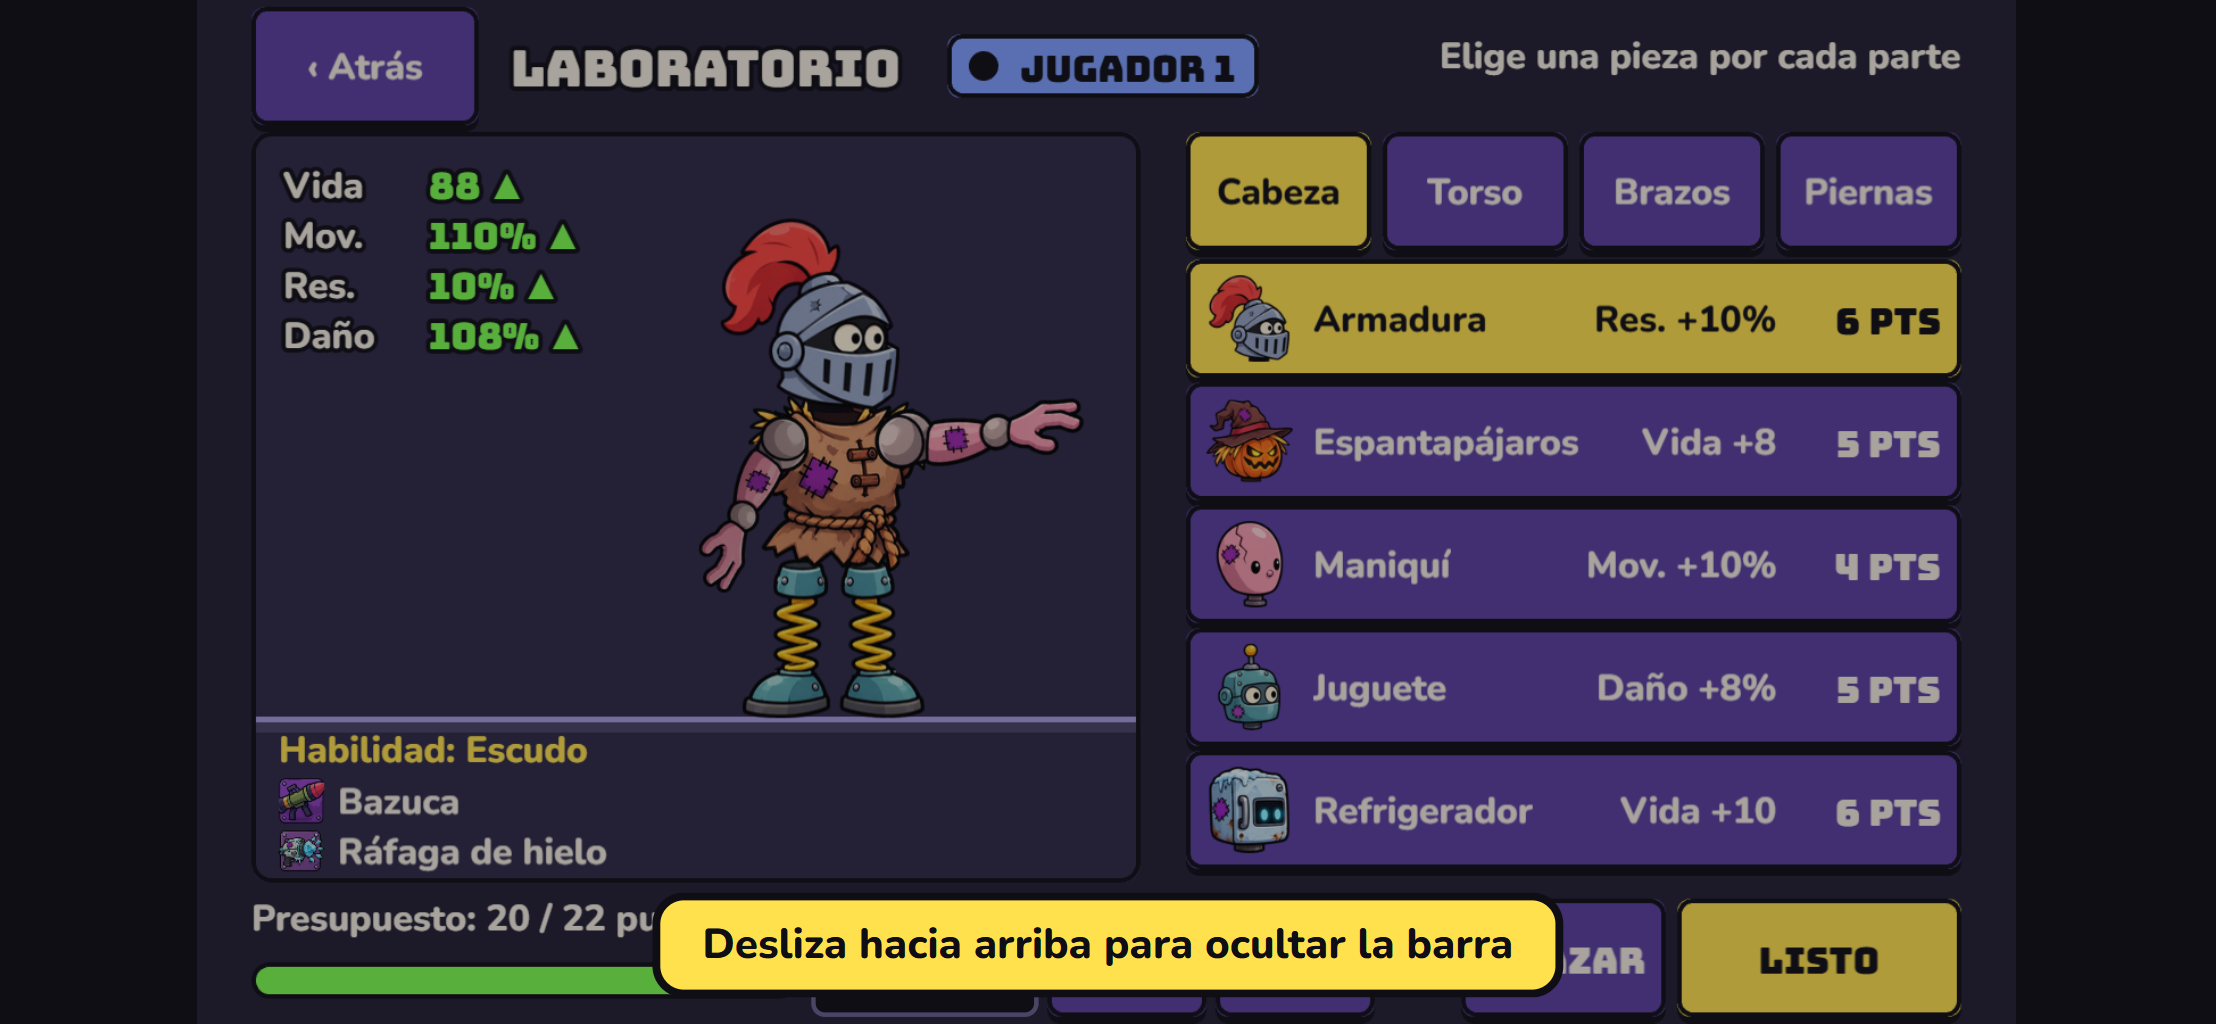 ‹ Atrás
LABORATORIO
JUGADOR 1
Elige una pieza por cada parte
Vida 88 ▲
Mov. 110% ▲
Res. 10% ▲
Daño 108% ▲
Habilidad: Escudo
Bazuca
Ráfaga de hielo
Cabeza
Torso
Brazos
Piernas
Armadura Res. +10% 6 PTS
Espantapájaros Vida +8 5 PTS
Maniquí Mov. +10% 4 PTS
Juguete Daño +8% 5 PTS
Refrigerador Vida +10 6 PTS
Presupuesto: 20 / 22
Desliza hacia arriba para ocultar la barra
LISTO